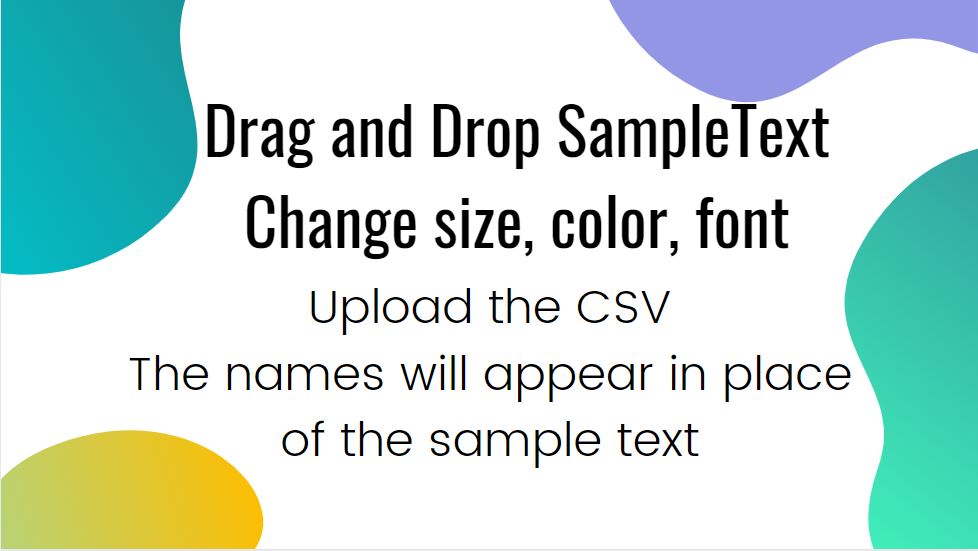 Drag and Drop SampleText
Change size, color, font
Upload the CSV
The names will appear in place
of the sample text